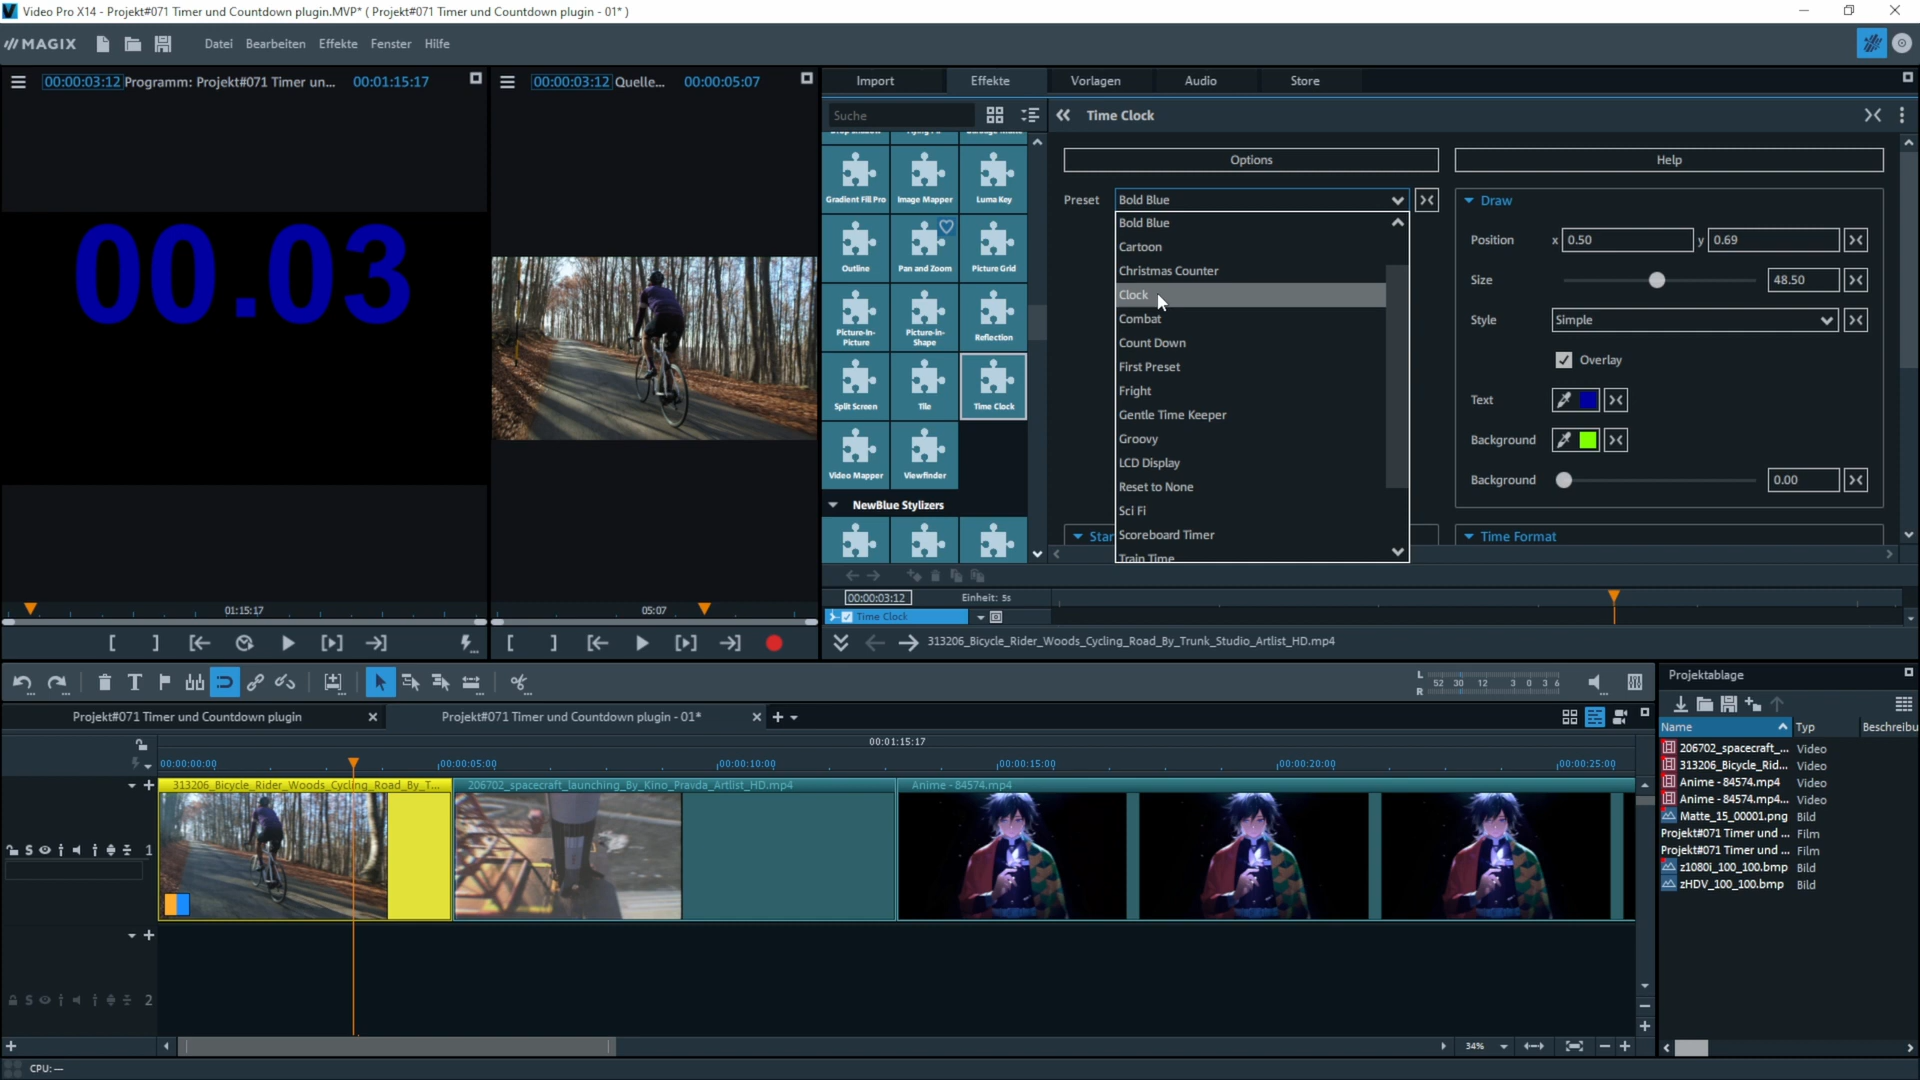 Video Pro X14 - Projekt#071 Timer und Countdown plugin.MVP* ( Projekt#071 Timer und Countdown plugin - 01* )
MAGIX
Datei Bearbeiten Effekte Fenster Hilfe
00:00:03:12 Programm: Projekt#071 Timer un... 00:01:15:17
00:00:03:12 Quelle... 00:00:05:07
Import Effekte Vorlagen Audio Store
Suche
Time Clock
Options
Help
Preset Bold Blue
Bold Blue
Cartoon
Christmas Counter
Clock
Combat
Count Down
First Preset
Fright
Gentle Time Keeper
Groovy
LCD Display
Reset to None
Sci Fi
Scoreboard Timer
Train Time
Draw
Position x 0.50 y 0.69
Size 48.50
Style Simple
Overlay
Text
Background
Background 0.00
Time Format
00.03
Gradient Fill Pro Image Mapper Luma Key
Outline Pan and Zoom Picture Grid
Picture-In-Picture Picture-in-Shape Reflection
Split Screen Tile Time Clock
Video Mapper Viewfinder
NewBlue Stylizers
01:15:17
05:07
00:00:03:12 Einheit: 5s
Time Clock
313206_Bicycle_Rider_Woods_Cycling_Road_By_Trunk_Studio_Artlist_HD.mp4
L
R
52 30 12 3 0 3 6
Projekt#071 Timer und Countdown plugin
Projekt#071 Timer und Countdown plugin - 01*
00:01:15:17
00:00:00:00 00:00:05:00 00:00:10:00 00:00:15:00 00:00:20:00 00:00:25:00
313206_Bicycle_Rider_Woods_Cycling_Road_By_T...
206702_spacecraft_launching_By_Kino_Pravda_Artlist_HD.mp4
Anime - 84574.mp4
S 1
S 2
34%
CPU: —
Projektablage
Name Typ Beschreibu
206702_spacecraft_... Video
313206_Bicycle_Rid... Video
Anime - 84574.mp4 Video
Anime - 84574.mp4... Video
Matte_15_00001.png Bild
Projekt#071 Timer und ... Film
Projekt#071 Timer und ... Film
z1080i_100_100.bmp Bild
zHDV_100_100.bmp Bild